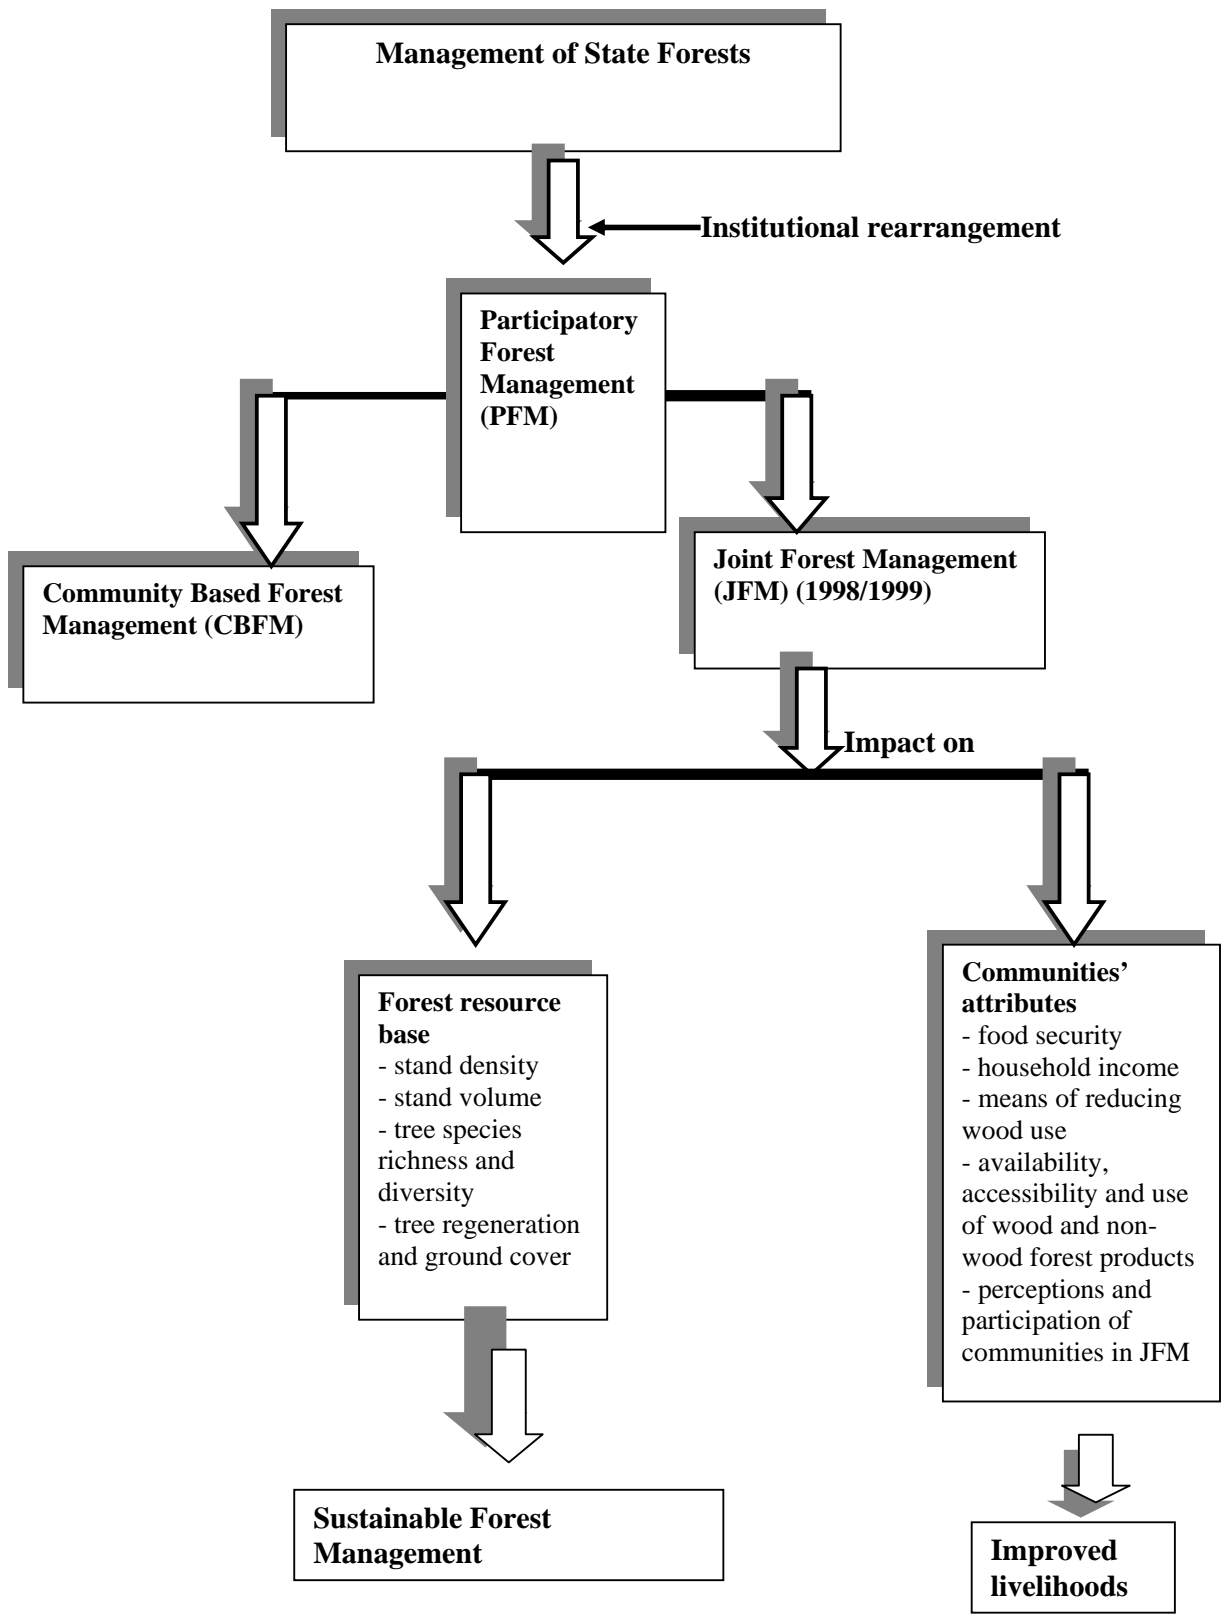 Management of State Forests
Institutional rearrangement
Participatory
Forest
Management
(PFM)
Community Based Forest
Management (CBFM)
Joint Forest Management
(JFM) (1998/1999)
Impact on
Forest resource
base
- stand density
- stand volume
- tree species
richness and
diversity
- tree regeneration
and ground cover
Communities’
attributes
- food security
- household income
- means of reducing
wood use
- availability,
accessibility and use
of wood and non-
wood forest products
- perceptions and
participation of
communities in JFM
Sustainable Forest
Management
Improved
livelihoods